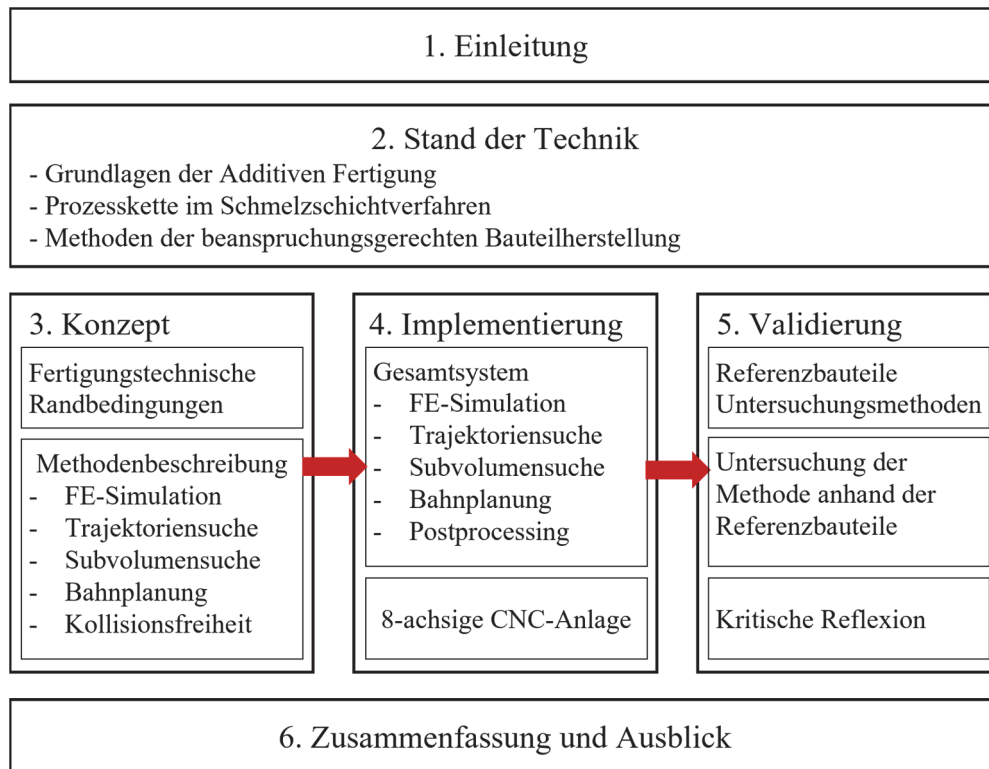 1. Einleitung
2. Stand der Technik
- Grundlagen der Additiven Fertigung
- Prozesskette im Schmelzschichtverfahren
- Methoden der beanspruchungsgerechten Bauteilherstellung
3. Konzept
Fertigungstechnische
Randbedingungen
Methodenbeschreibung
- FE-Simulation
- Trajektoriensuche
- Subvolumensuche
- Bahnplanung
- Kollisionsfreiheit
4. Implementierung
Gesamtsystem
- FE-Simulation
- Trajektoriensuche
- Subvolumensuche
- Bahnplanung
- Postprocessing
8-achsige CNC-Anlage
5. Validierung
Referenzbauteile
Untersuchungsmethoden
Untersuchung der
Methode anhand der
Referenzbauteile
Kritische Reflexion
6. Zusammenfassung und Ausblick